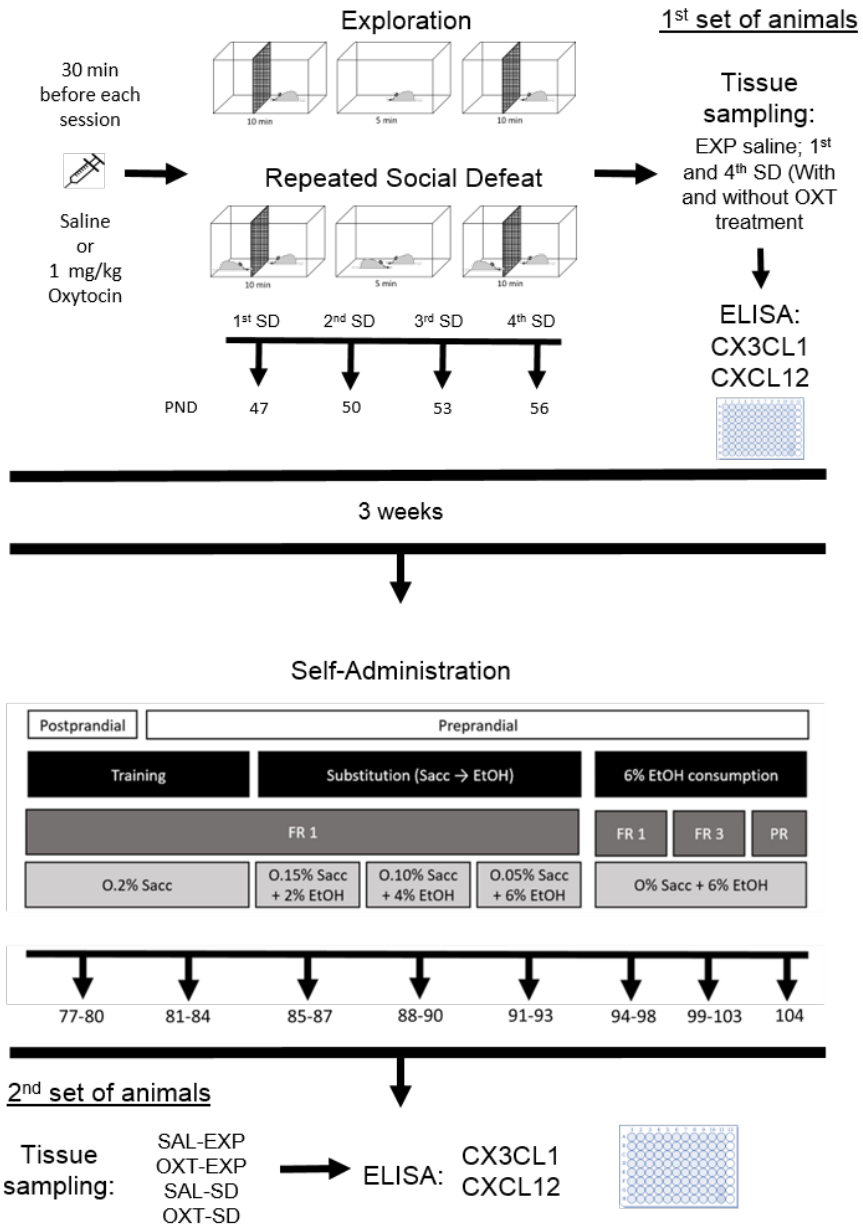 Exploration
1st set of animals
30 min
before each
session
10 min
5 min
10 min
Tissue
sampling:
EXP saline; 1st
and 4th SD (With
and without OXT
treatment
Repeated Social Defeat
Saline
or
1 mg/kg
Oxytocin
10 min
5 min
10 min
ELISA:
CX3CL1
CXCL12
1st SD 2nd SD 3rd SD 4th SD
PND 47 50 53 56
3 weeks
Self-Administration
Postprandial Preprandial
Training Substitution (Sacc → EtOH) 6% EtOH consumption
FR 1 FR 1 FR 3 PR
0.2% Sacc
0.15% Sacc
+ 2% EtOH
0.10% Sacc
+ 4% EtOH
0.05% Sacc
+ 6% EtOH
0% Sacc + 6% EtOH
77-80 81-84 85-87 88-90 91-93 94-98 99-103 104
2nd set of animals
Tissue
sampling:
SAL-EXP
OXT-EXP
SAL-SD
OXT-SD
ELISA:
CX3CL1
CXCL12